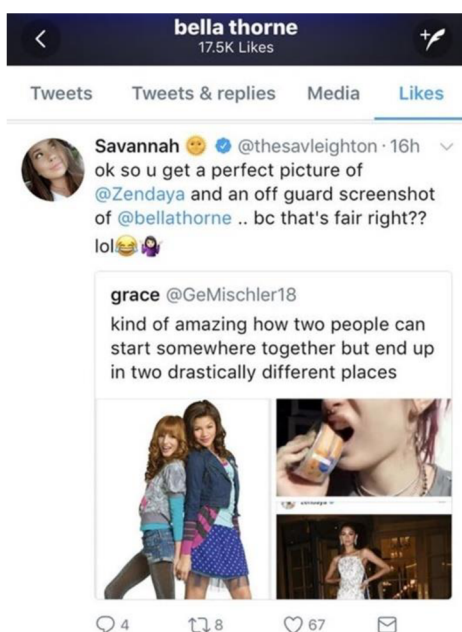 bella thorne
17.5K Likes
Tweets Tweets & replies Media Likes
Savannah @thesavleighton · 16h
ok so u get a perfect picture of
@Zendaya and an off guard screenshot
of @bellathorne .. bc that's fair right??
lol
grace @GeMischler18
kind of amazing how two people can
start somewhere together but end up
in two drastically different places
4 8 67